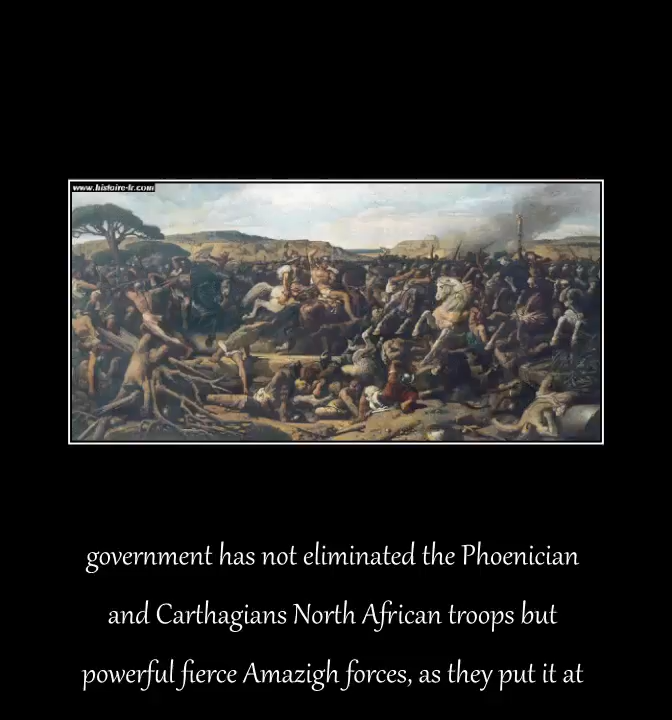 www.histoire-fr.com
government has not eliminated the Phoenician
and Carthagians North African troops but
powerful fierce Amazigh forces, as they put it at